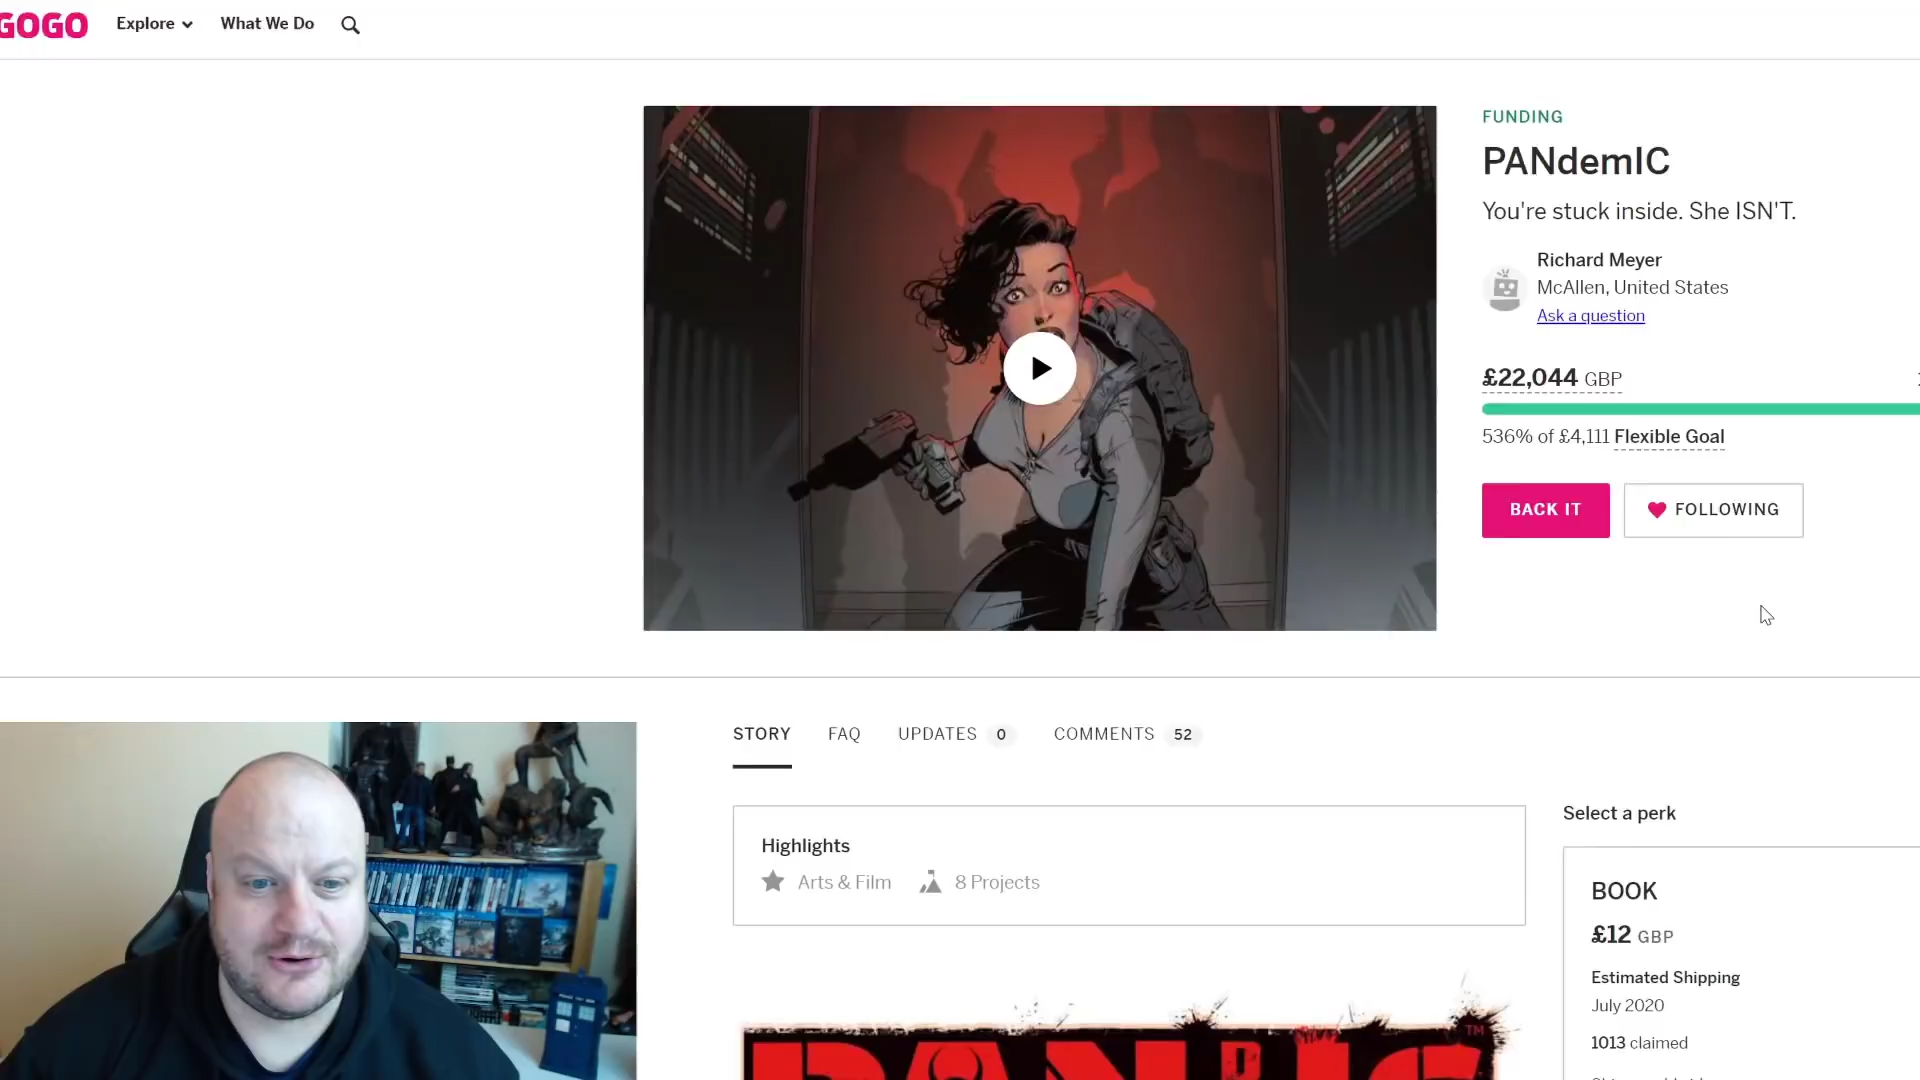 GOGO
Explore
What We Do
FUNDING
PANdemIC
You're stuck inside. She ISN'T.
Richard Meyer
McAllen, United States
Ask a question
£22,044 GBP
536% of £4,111 Flexible Goal
BACK IT
FOLLOWING
STORY
FAQ
UPDATES 0
COMMENTS 52
Highlights
Arts & Film
8 Projects
Select a perk
BOOK
£12 GBP
Estimated Shipping
July 2020
1013 claimed
TM